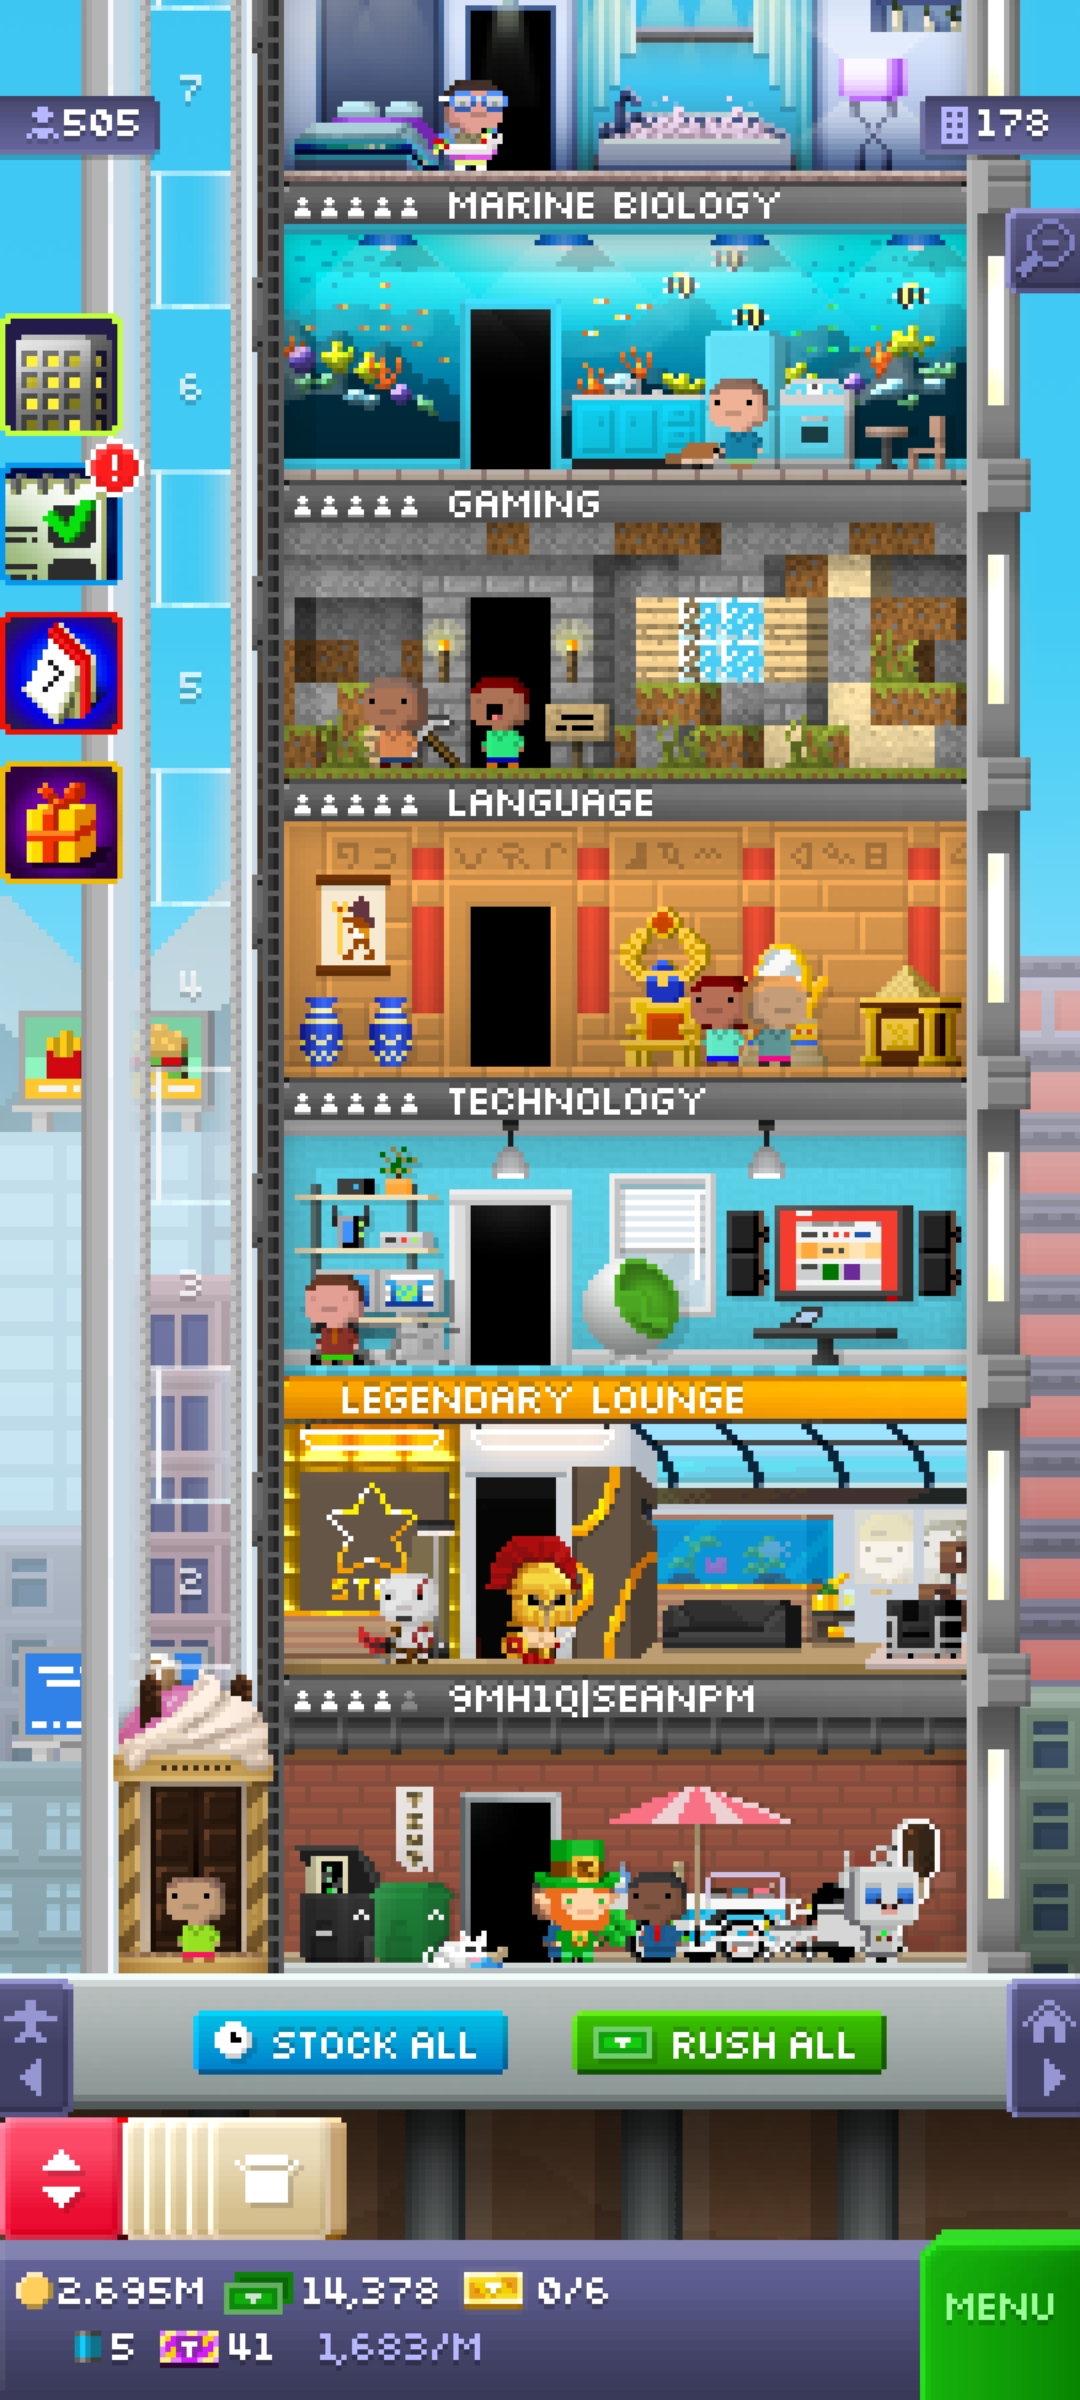 7
505
178
MARINE BIOLOGY
6
GAMING
5
LANGUAGE
4
TECHNOLOGY
3
LEGENDARY LOUNGE
2
9MH1Q|SEANPM
STOCK ALL
RUSH ALL
2.695M 14,378 0/6
5 41 1,683/M
MENU